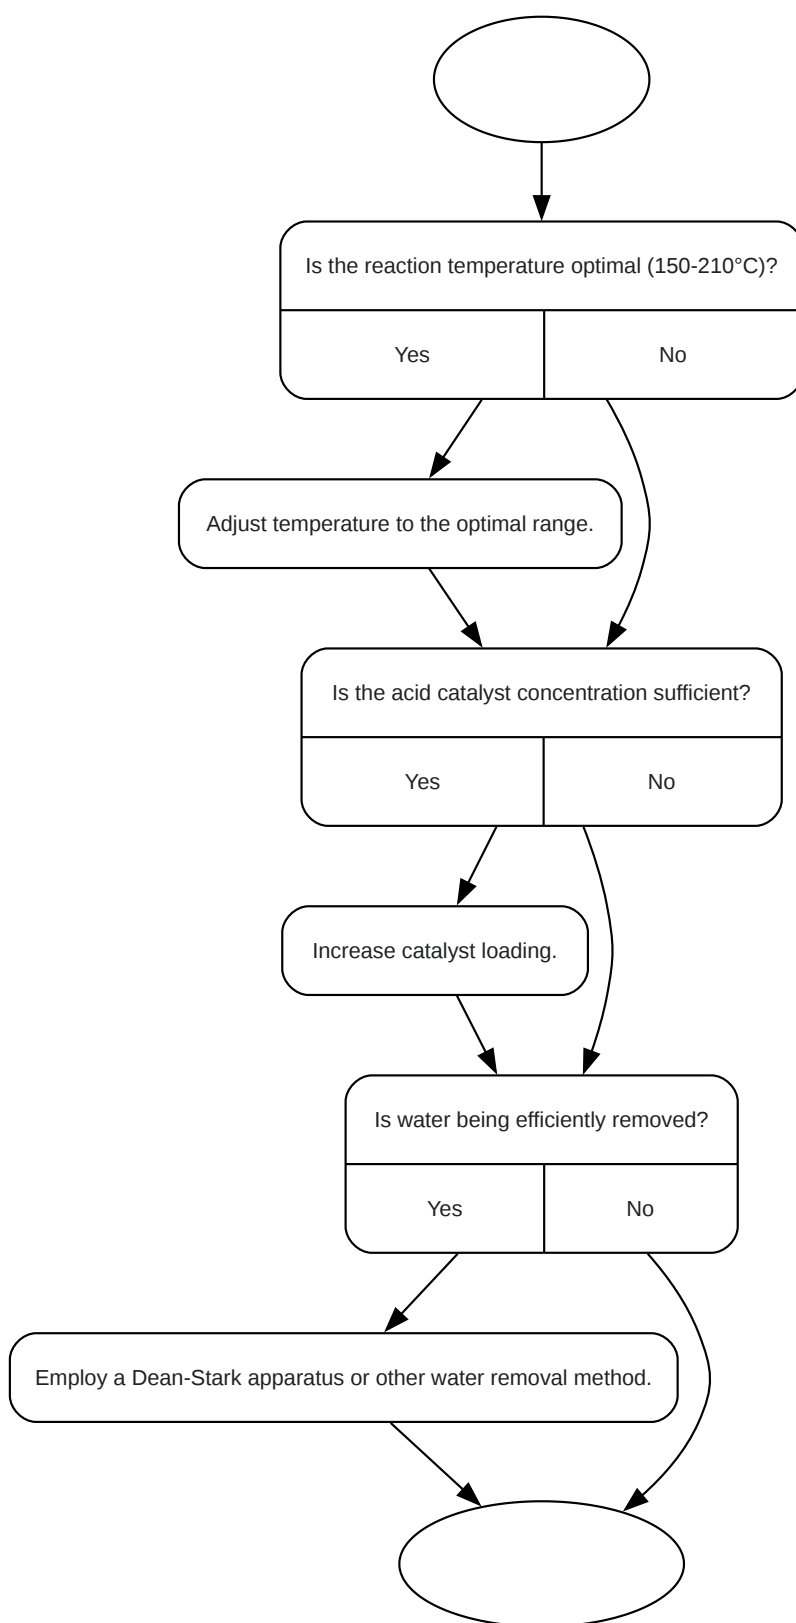 Is the reaction temperature optimal (150-210°C)?
Yes
No
Adjust temperature to the optimal range.
Is the acid catalyst concentration sufficient?
Yes
No
Increase catalyst loading.
Is water being efficiently removed?
Yes
No
Employ a Dean-Stark apparatus or other water removal method.